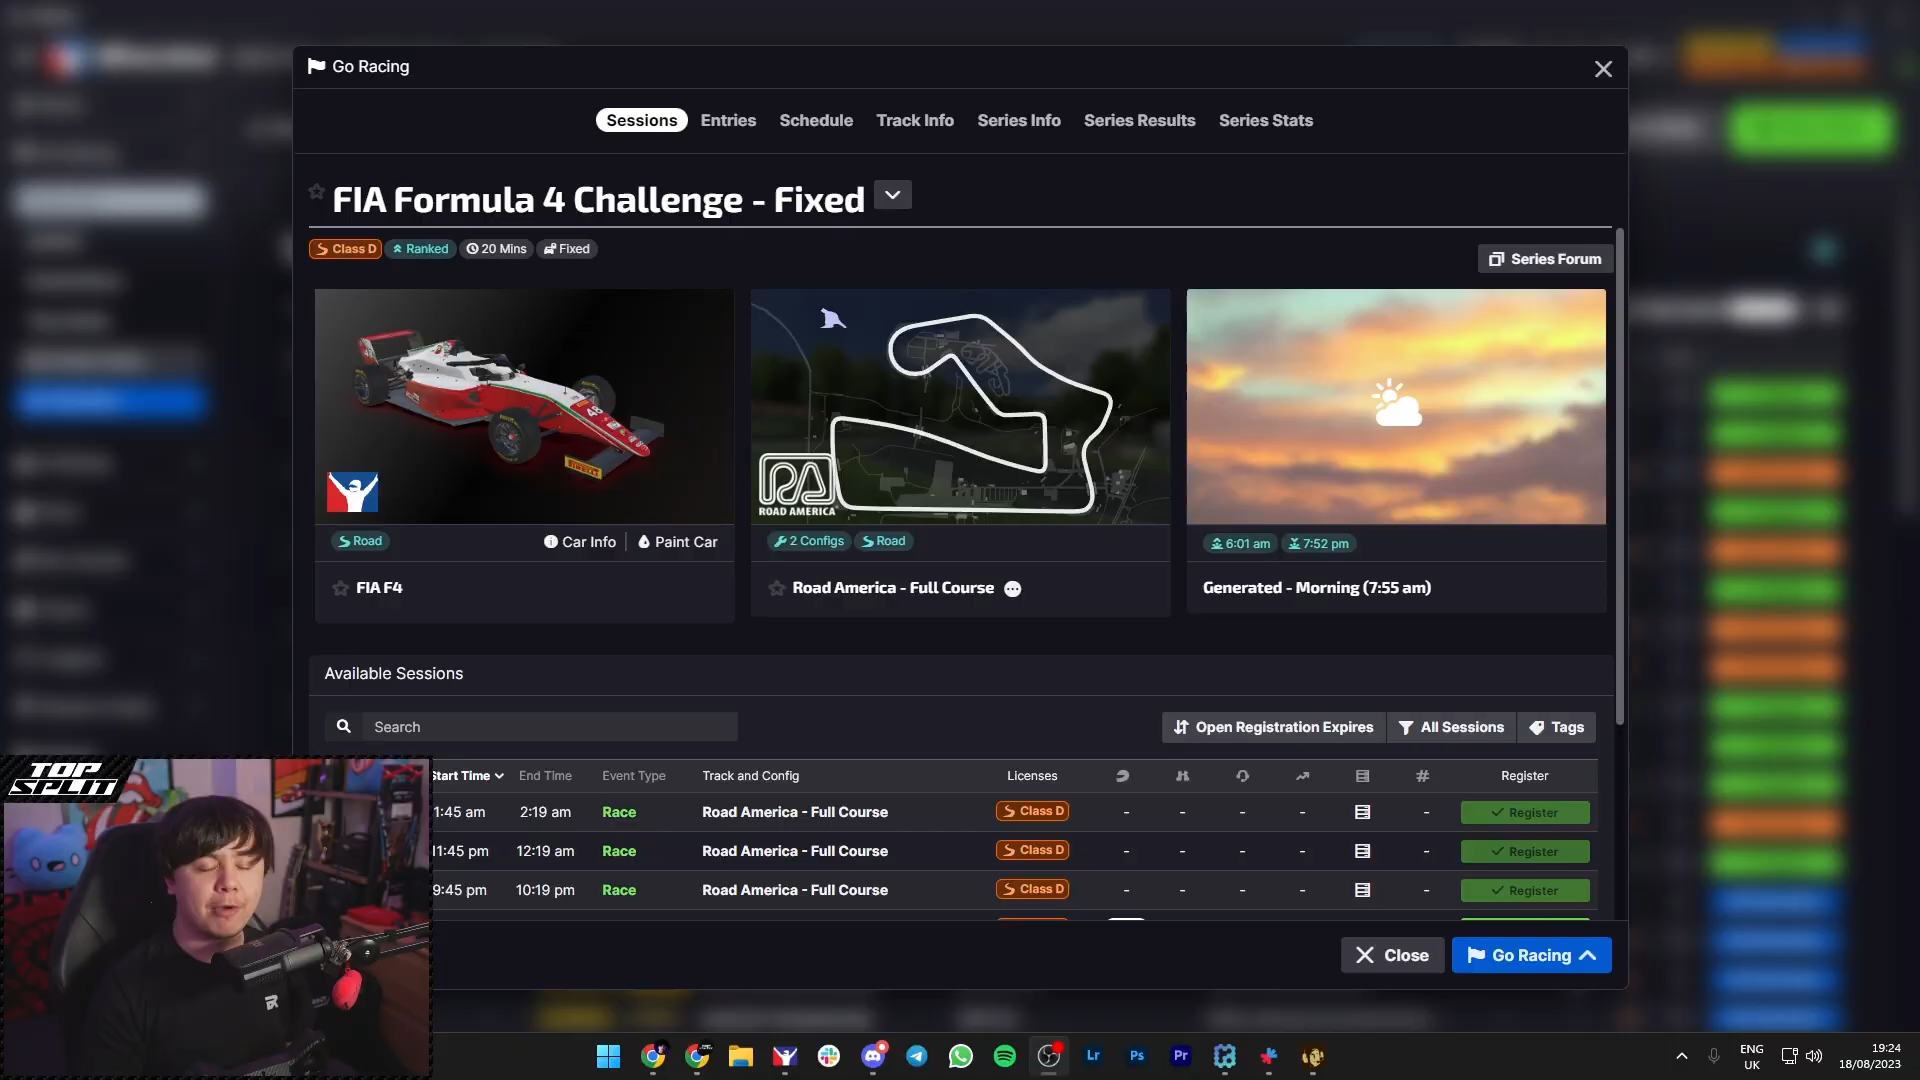 Go Racing
Sessions Entries Schedule Track Info Series Info Series Results Series Stats
FIA Formula 4 Challenge - Fixed
Class D Ranked 20 Mins Fixed
Series Forum
48
PIRELLI
RA
ROAD AMERICA
Road Car Info Paint Car
2 Configs Road
6:01 am 7:52 pm
FIA F4
Road America - Full Course
Generated - Morning (7:55 am)
Available Sessions
Search
Open Registration Expires All Sessions Tags
Start Time End Time Event Type Track and Config Licenses # Register
1:45 am 2:19 am Race Road America - Full Course Class D - - - - - Register
11:45 pm 12:19 am Race Road America - Full Course Class D - - - - - Register
9:45 pm 10:19 pm Race Road America - Full Course Class D - - - - - Register
Close Go Racing
TOP
SPLIT
Lr Ps Pr
ENG
UK
19:24
18/08/2023